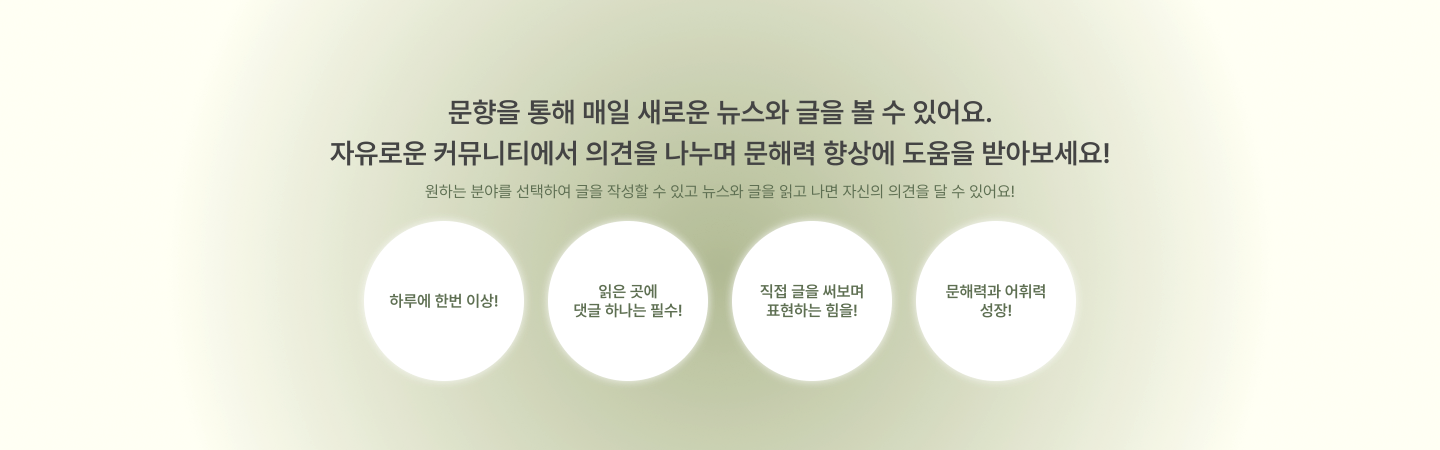 문향을 통해 매일 새로운 뉴스와 글을 볼 수 있어요.
자유로운 커뮤니티에서 의견을 나누며 문해력 향상에 도움을 받아보세요!
원하는 분야를 선택하여 글을 작성할 수 있고 뉴스와 글을 읽고 나면 자신의 의견을 달 수 있어요!
하루에 한번 이상!
읽은 곳에
댓글 하나는 필수!
직접 글을 써보며
표현하는 힘을!
문해력과 어휘력
성장!